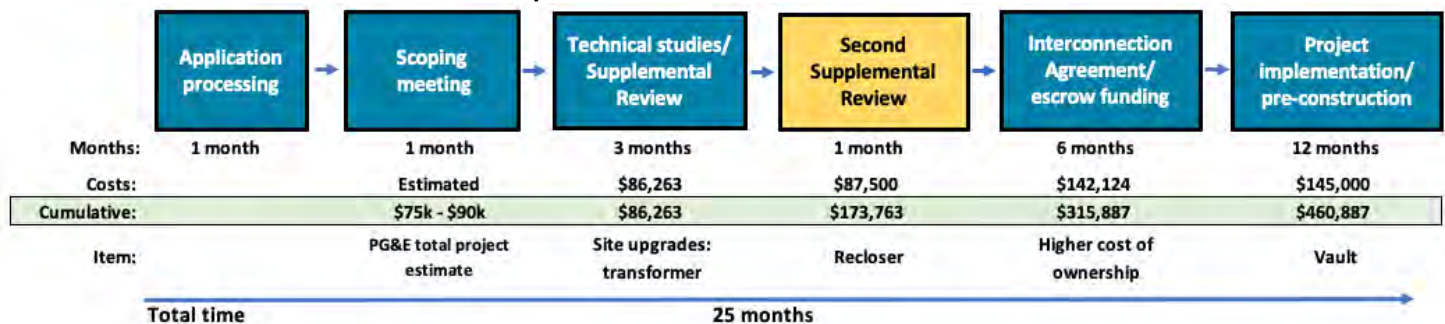 Application
processing
Scoping
meeting
Technical studies/
Supplemental
Review
Second
Supplemental
Review
Interconnection
Agreement/
escrow funding
Project
implementation/
pre-construction
Months: 1 month 1 month 3 months 1 month 6 months 12 months
Costs: Estimated $86,263 $87,500 $142,124 $145,000
Cumulative: $75k - $90k $86,263 $173,763 $315,887 $460,887
Item:
PG&E total project
estimate
Site upgrades:
transformer
Recloser
Higher cost of
ownership
Vault
Total time 25 months